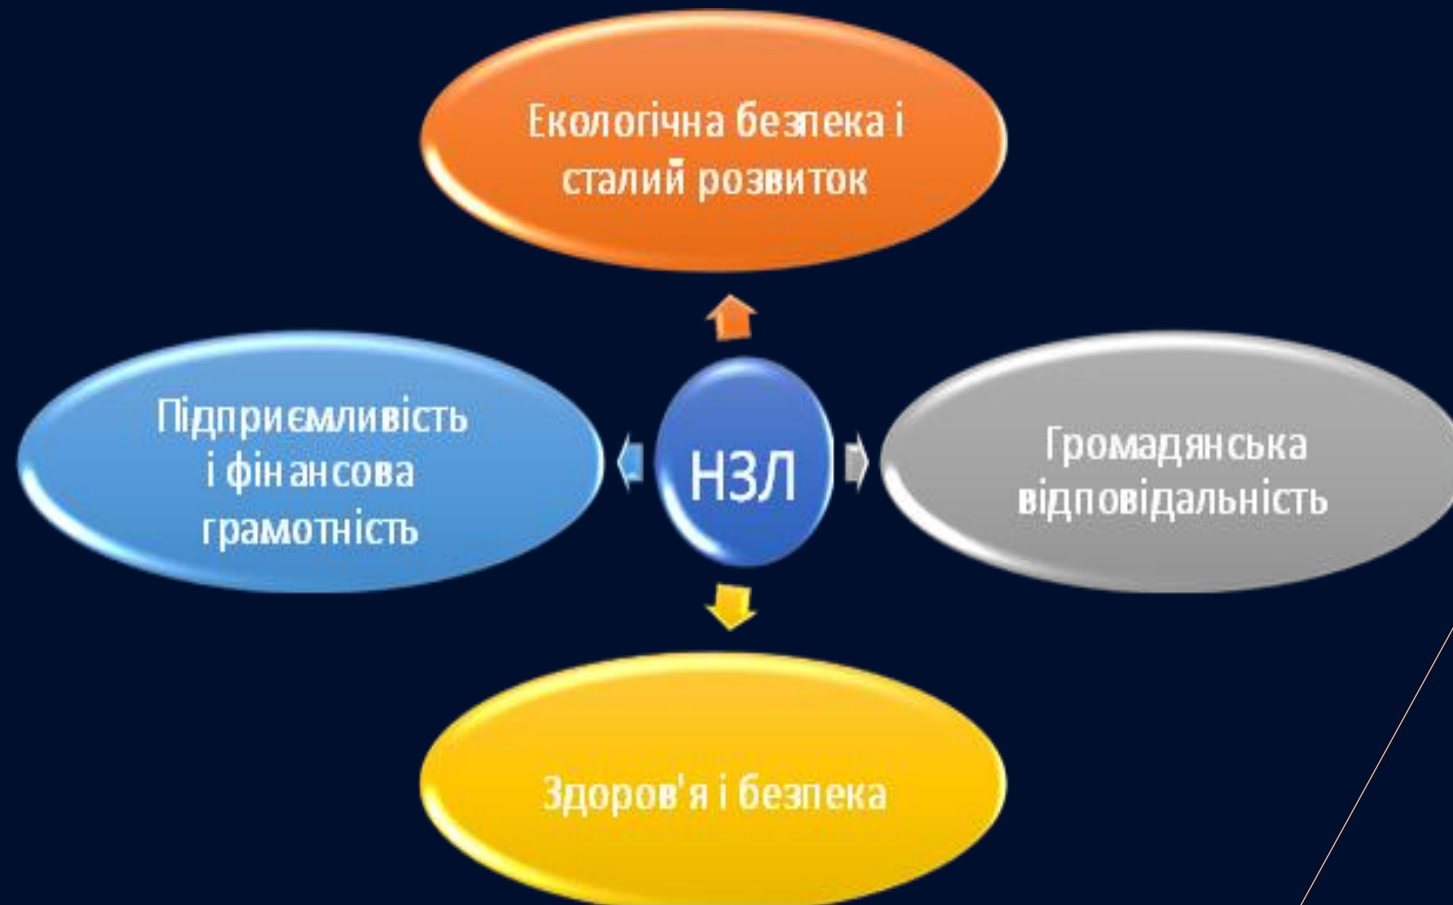 Екологічна безпека і
сталий розвиток
Підприємливість
і фінансова
грамотність
НЗЛ
Громадянська
відповідальність
Здоров'я і безпека